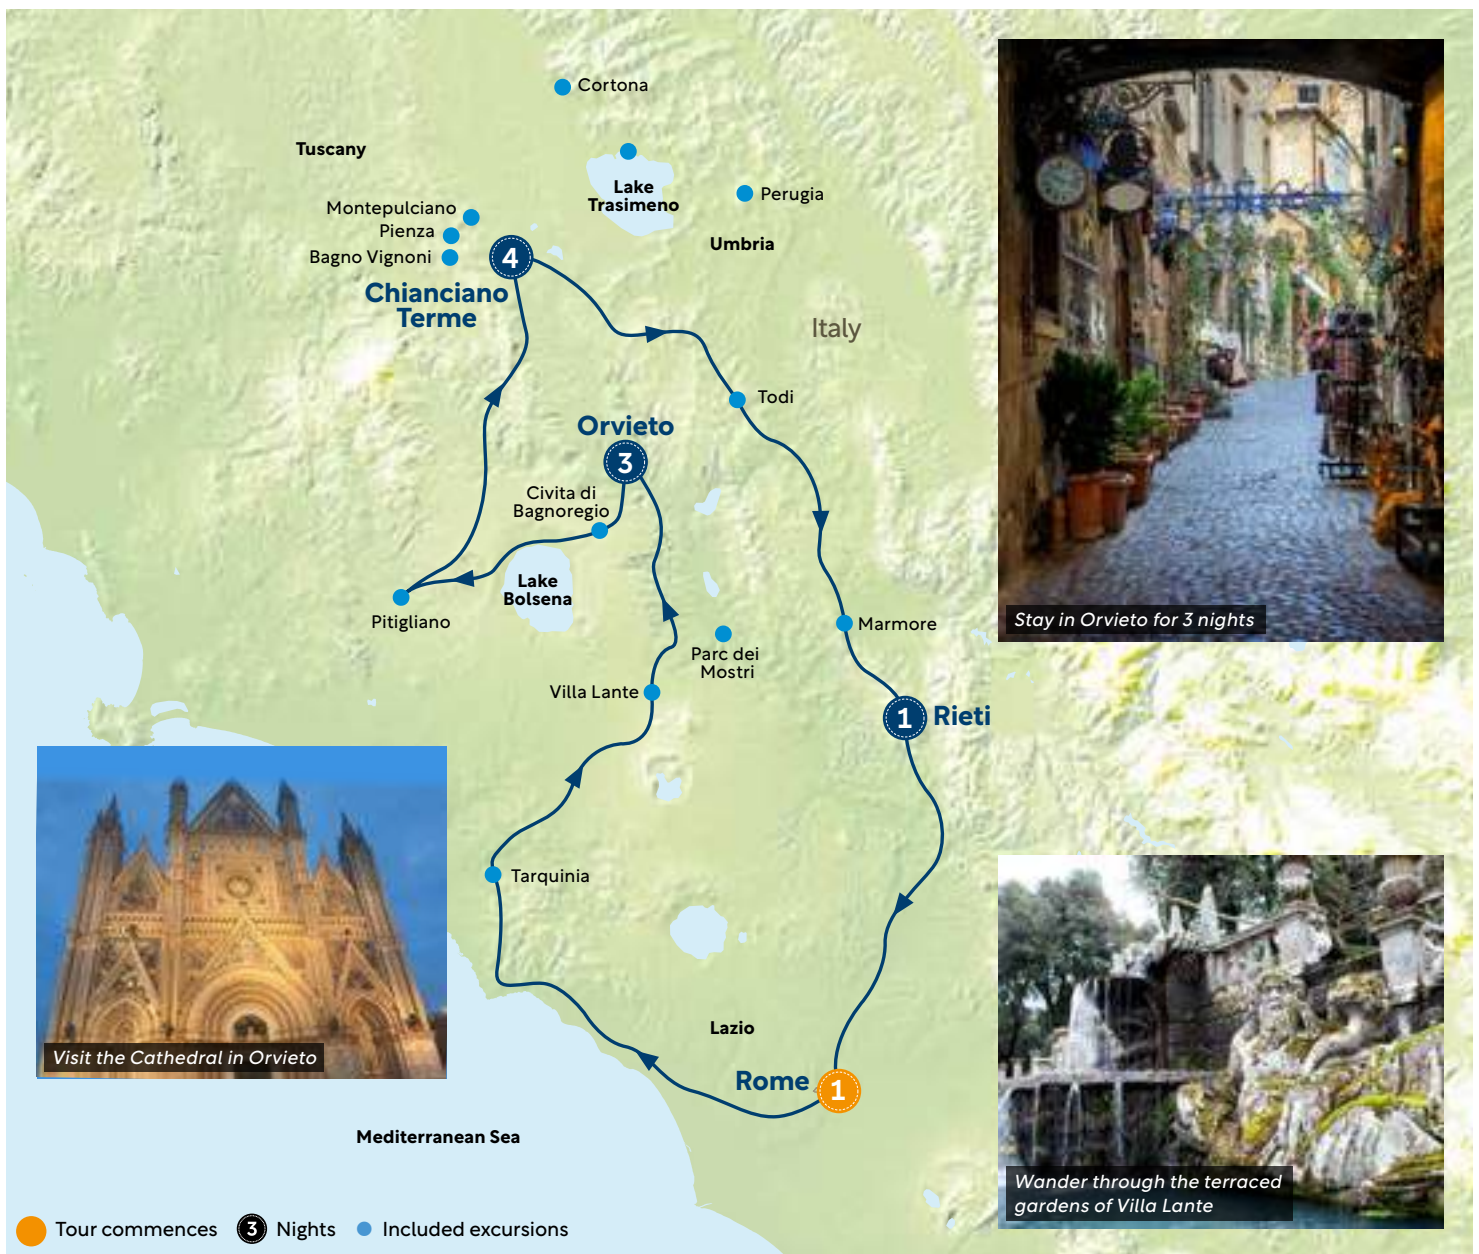 Cortona
Tuscany
Lake
Trasimeno
Perugia
Montepulciano
Pienza
Bagno Vignoni
Umbria
4
Chianciano
Terme
Italy
Todi
Orvieto
3
Civita di
Bagnoregio
Lake
Bolsena
Pitigliano
Marmore
Parc dei
Mostri
Villa Lante
1
Rieti
Stay in Orvieto for 3 nights
Tarquinia
Visit the Cathedral in Orvieto
Lazio
Rome
1
Mediterranean Sea
Wander through the terraced
gardens of Villa Lante
Tour commences
3
Nights
Included excursions